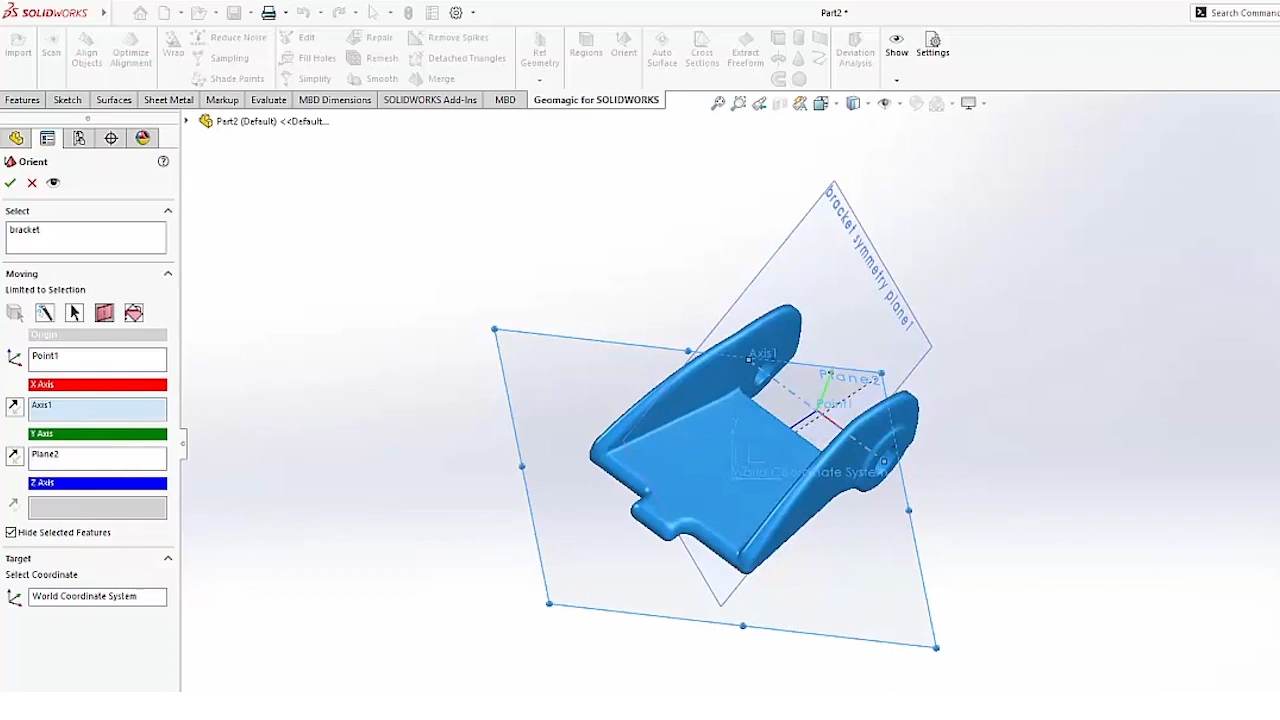 SOLIDWORKS
Part2 *
Search Comman
Import
Scan
Align Objects
Optimize Alignment
Wrap
Reduce Noise
Sampling
Shade Points
Edit
Fill Holes
Simplify
Repair
Remesh
Smooth
Remove Spikes
Detached Triangles
Merge
Ref Geometry
Regions
Orient
Auto Surface
Cross Sections
Extract Freeform
Deviation Analysis
Show
Settings
Features
Sketch
Surfaces
Sheet Metal
Markup
Evaluate
MBD Dimensions
SOLIDWORKS Add-Ins
MBD
Geomagic for SOLIDWORKS
Part2 (Default) <<Default...
Orient
Select
bracket
Moving
Limited to Selection
Origin
Point1
X Axis
Axis1
Y Axis
Plane2
Z Axis
Hide Selected Features
Target
Select Coordinate
World Coordinate System
bracket symmetry plane1
Axis1
Plane2
Point1
World Coordinate System